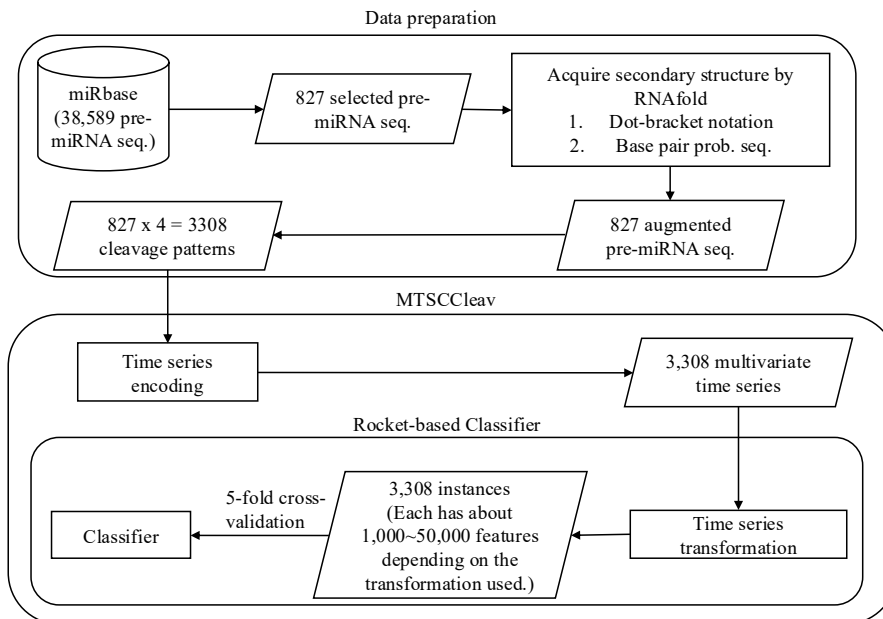 Data preparation
miRbase
(38,589 pre-
miRNA seq.)
827 selected pre-
miRNA seq.
Acquire secondary structure by
RNAfold
1. Dot-bracket notation
2. Base pair prob. seq.
827 x 4 = 3308
cleavage patterns
827 augmented
pre-miRNA seq.
MTSCCleav
Time series
encoding
3,308 multivariate
time series
Rocket-based Classifier
Classifier
5-fold cross-
validation
3,308 instances
(Each has about
1,000~50,000 features
depending on the
transformation used.)
Time series
transformation